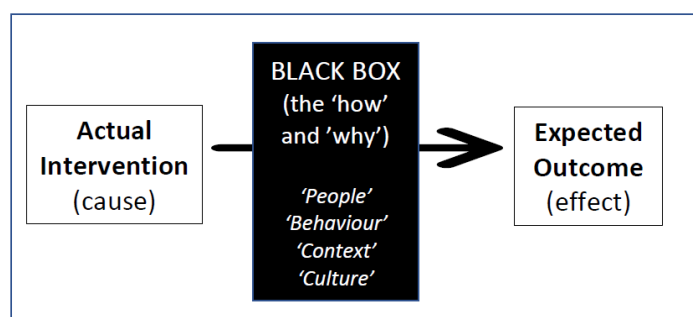 Actual
Intervention
(cause)
BLACK BOX
(the ‘how’
and ’why’)
‘People’
‘Behaviour’
‘Context’
‘Culture’
Expected
Outcome
(effect)